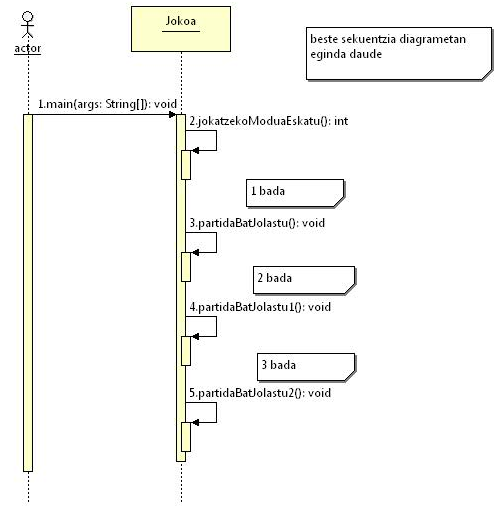 actor
Jokoa
beste sekuentzia diagrametan
eginda daude
1.main(args: String[]): void
2.jokatzekoModuaEskatu(): int
1 bada
3.partidaBatJolastu(): void
2 bada
4.partidaBatJolastu1(): void
3 bada
5.partidaBatJolastu2(): void